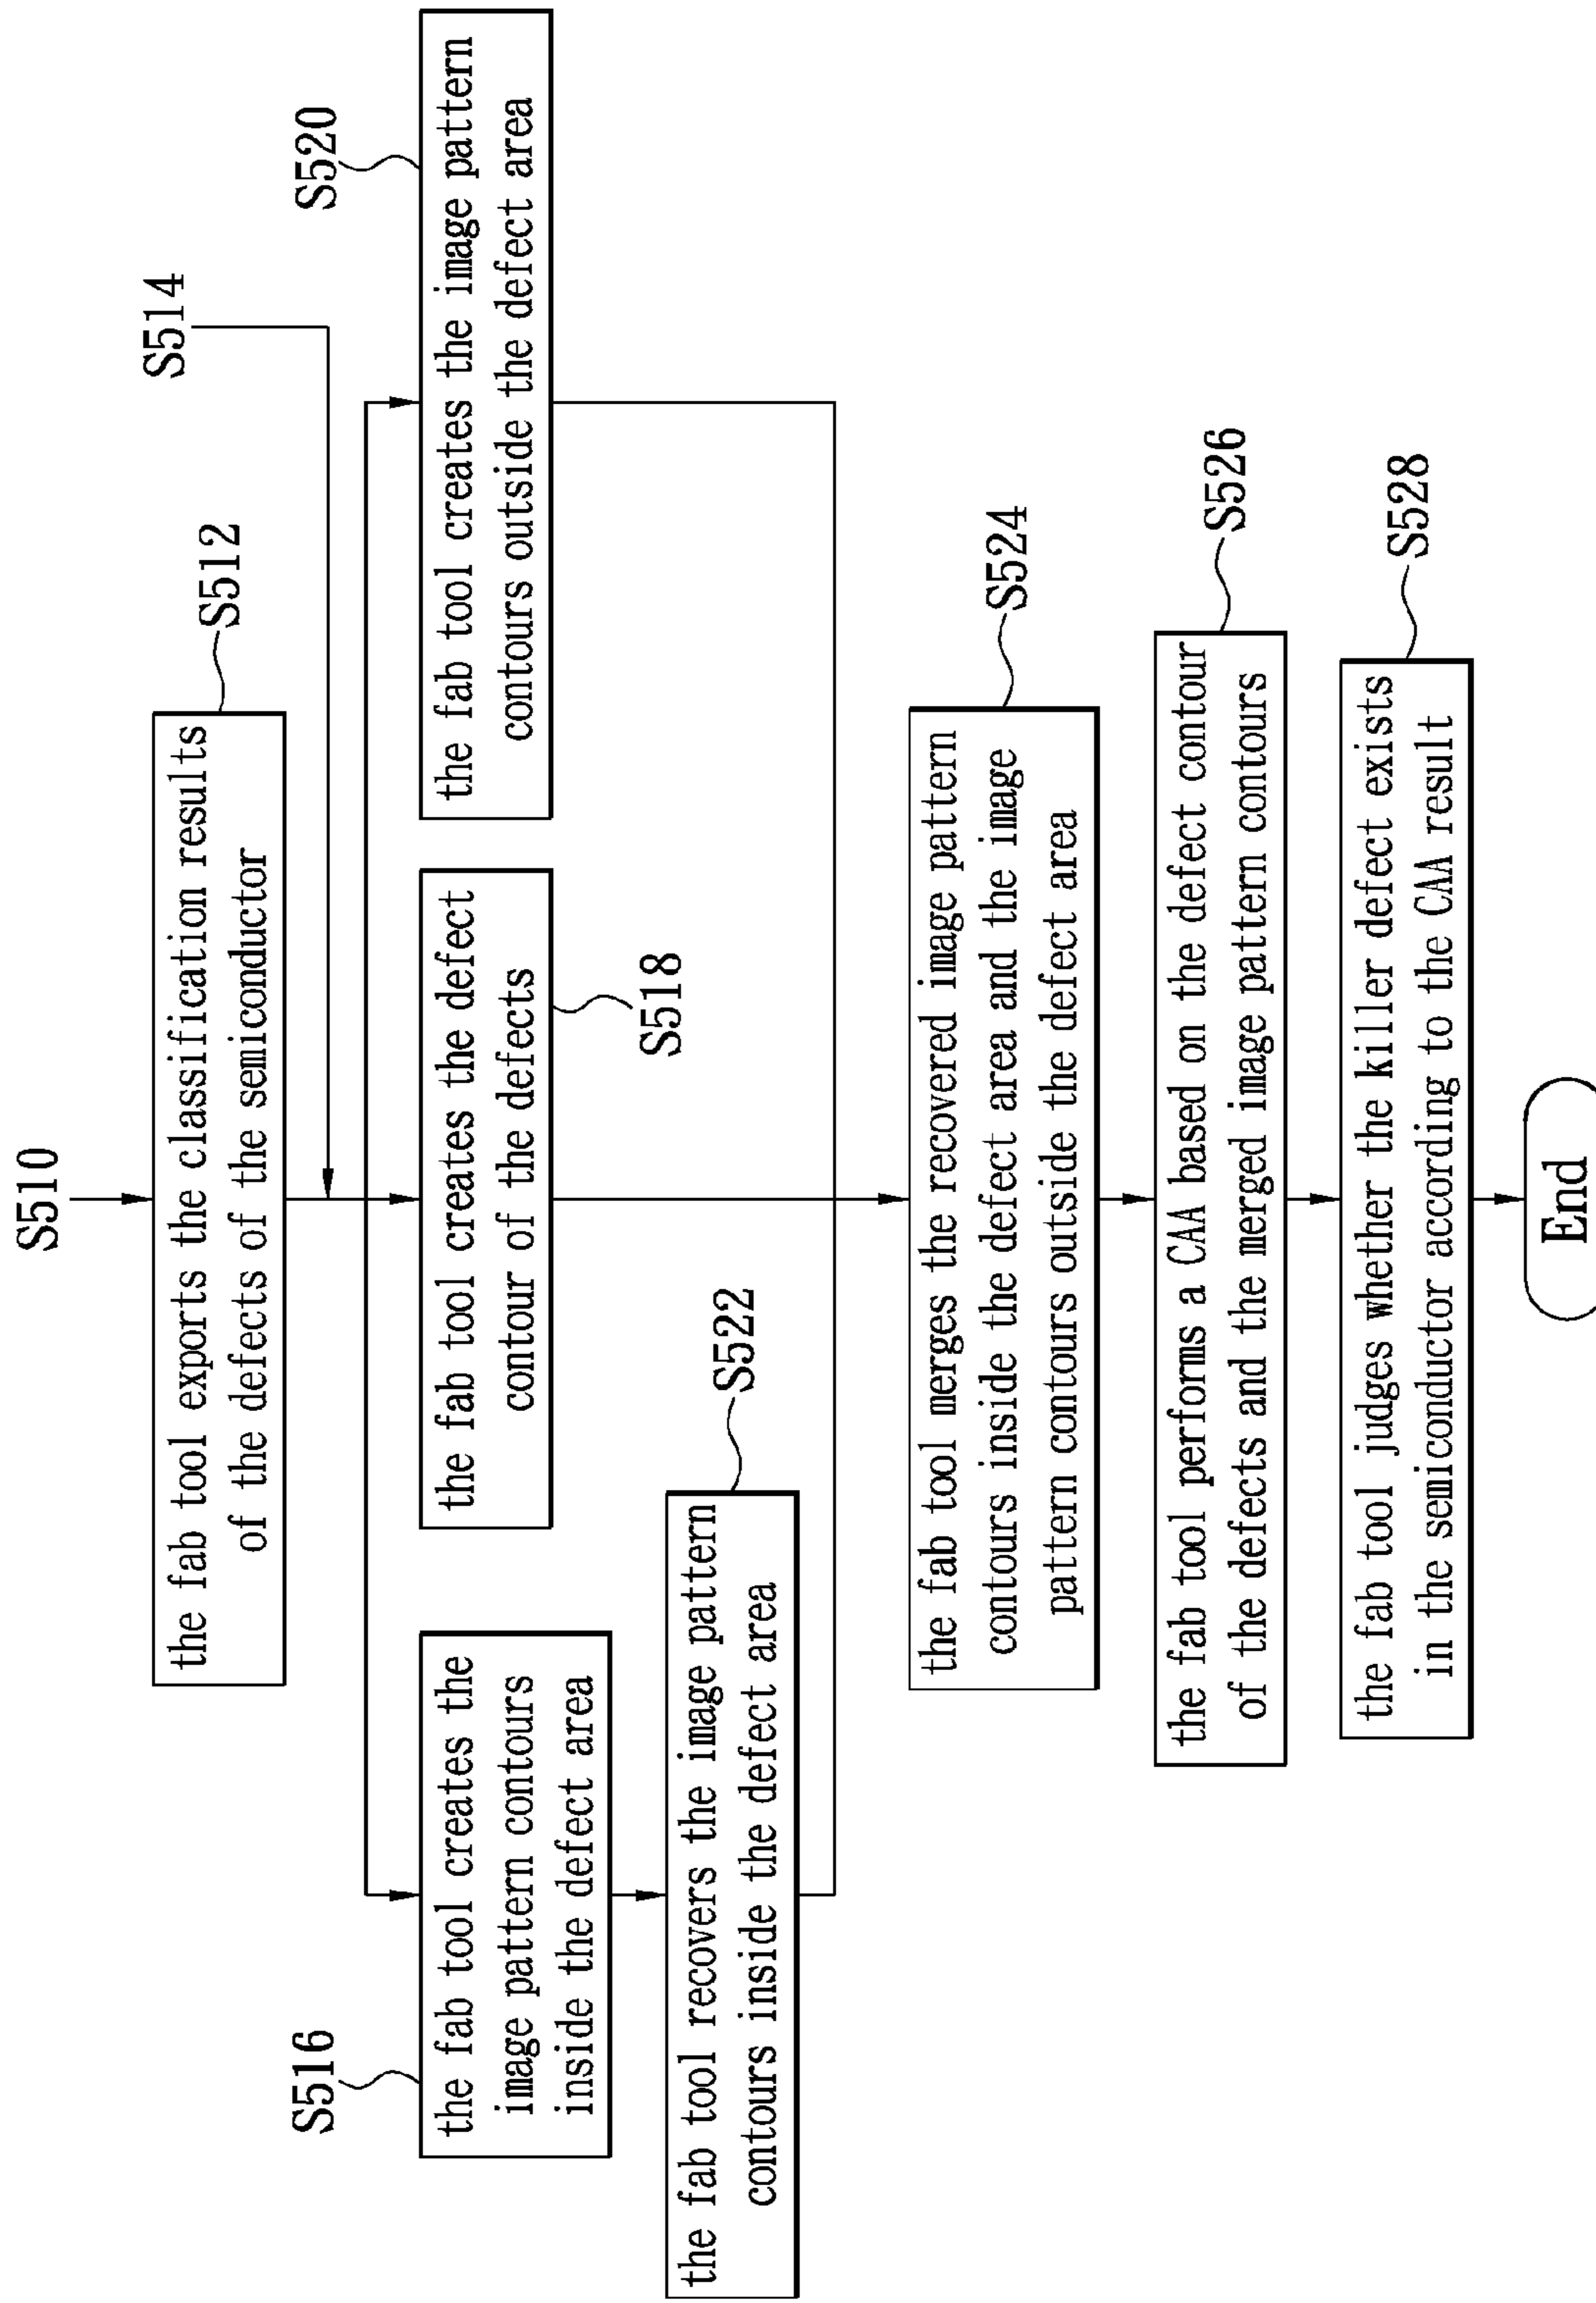 S510
the fab tool exports the classification results
of the defects of the semiconductor
S512
S514
S516
the fab tool creates the
image pattern contours
inside the defect area
the fab tool creates the defect
contour of the defects
S518
the fab tool creates the image pattern
contours outside the defect area
S520
the fab tool recovers the image pattern
contours inside the defect area
S522
the fab tool merges the recovered image pattern
contours inside the defect area and the image
pattern contours outside the defect area
S524
the fab tool performs a CAA based on the defect contour
of the defects and the merged image pattern contours
S526
the fab tool judges whether the killer defect exists
in the semiconductor according to the CAA result
S528
End